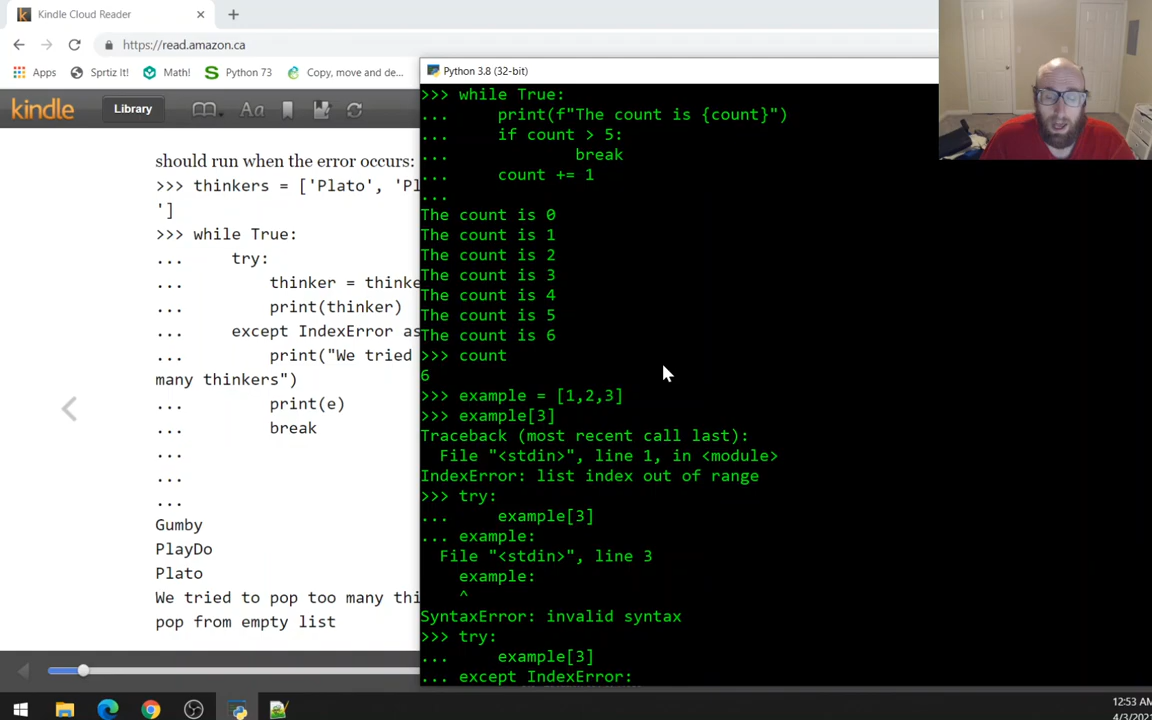 Kindle Cloud Reader
https://read.amazon.ca
Apps Sprtiz It! Math! Python 73 Copy, move and de...
kindle Library Aa
should run when the error occurs:
>>> thinkers = ['Plato', 'Pl
']
>>> while True:
... try:
... thinker = thinke
... print(thinker)
... except IndexError as
... print("We tried
many thinkers")
... print(e)
... break
...
...
...
Gumby
PlayDo
Plato
We tried to pop too many thi
pop from empty list
Python 3.8 (32-bit)
>>> while True:
... print(f"The count is {count}")
... if count > 5:
... break
... count += 1
...
The count is 0
The count is 1
The count is 2
The count is 3
The count is 4
The count is 5
The count is 6
>>> count
6
>>> example = [1,2,3]
>>> example[3]
Traceback (most recent call last):
File "<stdin>", line 1, in <module>
IndexError: list index out of range
>>> try:
... example[3]
... example:
File "<stdin>", line 3
example:
^
SyntaxError: invalid syntax
>>> try:
... example[3]
... except IndexError:
12:53 AM